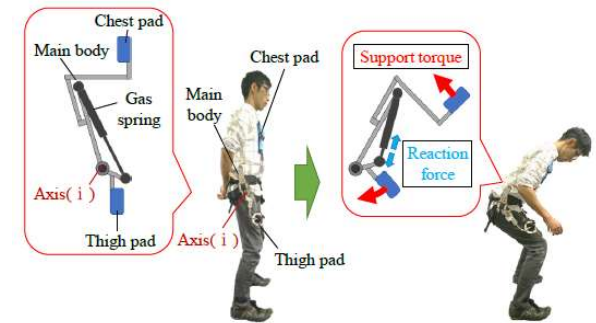 Chest pad
Main body
Gas
spring
Axis( i )
Thigh pad
Chest pad
Main
body
Axis( i )
Thigh pad
Support torque
Reaction
force